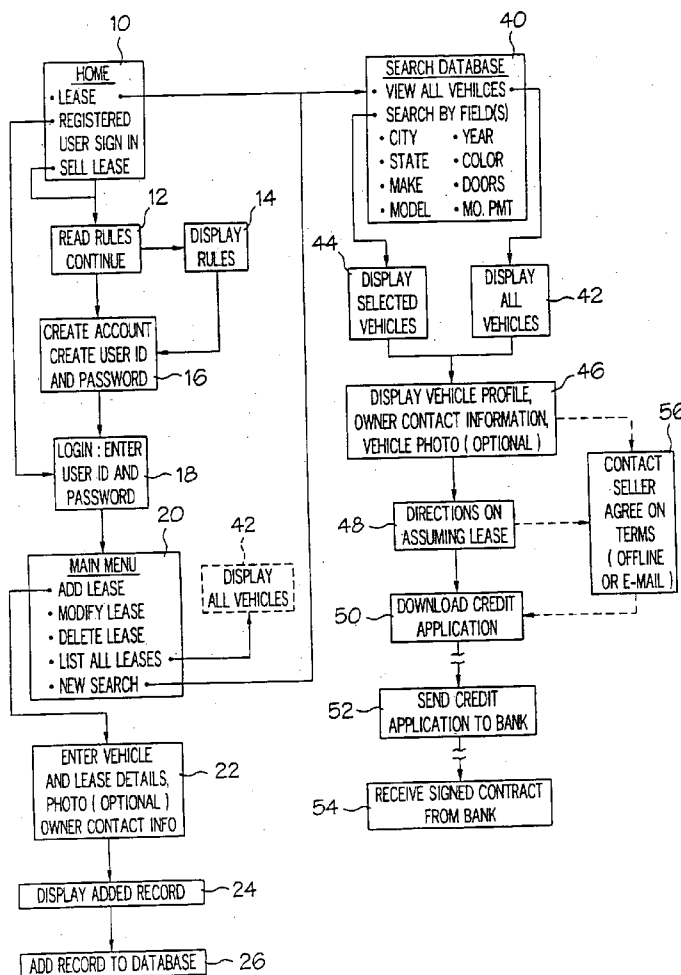 10
HOME
• LEASE
• REGISTERED
USER SIGN IN
• SELL LEASE
12
READ RULES
CONTINUE
14
DISPLAY
RULES
CREATE ACCOUNT
CREATE USER ID
AND PASSWORD
16
LOGIN : ENTER
USER ID AND
PASSWORD
18
20
MAIN MENU
• ADD LEASE
• MODIFY LEASE
• DELETE LEASE
• LIST ALL LEASES
• NEW SEARCH
42
DISPLAY
ALL VEHICLES
ENTER VEHICLE
AND LEASE DETAILS,
PHOTO ( OPTIONAL )
OWNER CONTACT INFO
22
DISPLAY ADDED RECORD
24
ADD RECORD TO DATABASE
26
40
SEARCH DATABASE
• VIEW ALL VEHILCES
• SEARCH BY FIELD(S)
• CITY • YEAR
• STATE • COLOR
• MAKE • DOORS
• MODEL • MO. PMT
44
DISPLAY
SELECTED
VEHICLES
DISPLAY
ALL
VEHICLES
42
46
DISPLAY VEHICLE PROFILE,
OWNER CONTACT INFORMATION,
VEHICLE PHOTO ( OPTIONAL )
56
CONTACT
SELLER
AGREE ON
TERMS
( OFFLINE
OR E-MAIL )
48
DIRECTIONS ON
ASSUMING LEASE
50
DOWNLOAD CREDIT
APPLICATION
52
SEND CREDIT
APPLICATION TO BANK
54
RECEIVE SIGNED CONTRACT
FROM BANK